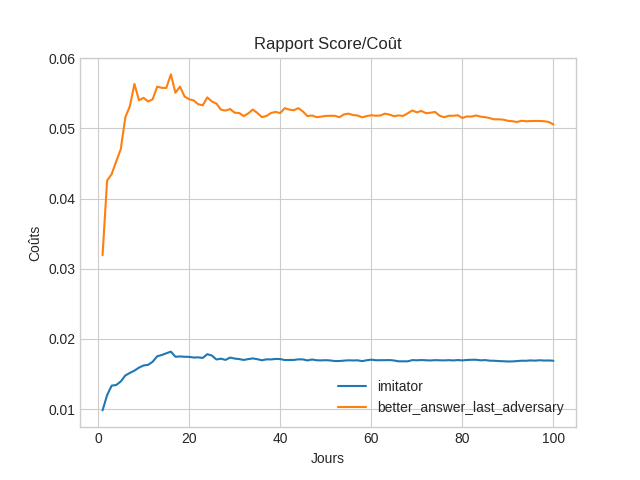 Rapport Score/Coût
0.06
0.05
0.04
0.03
0.02
0.01
Coûts
0 20 40 60 80 100
Jours
imitator
better_answer_last_adversary